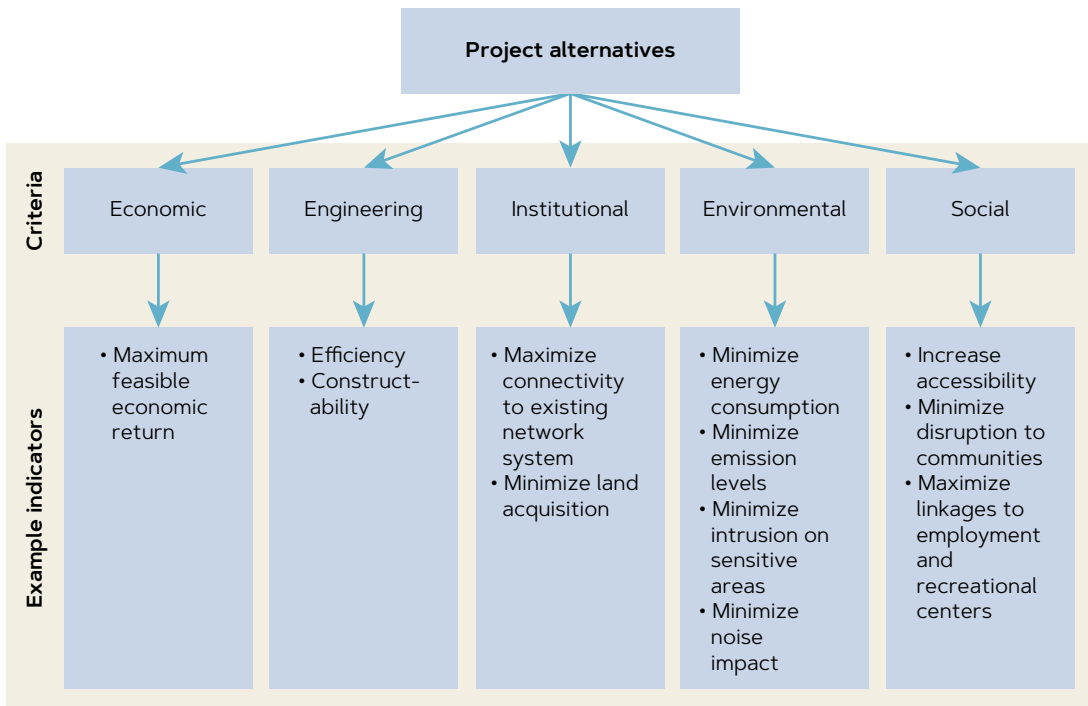 Project alternatives
Criteria
Economic
Engineering
Institutional
Environmental
Social
Example indicators
• Maximum
feasible
economic
return
• Efficiency
• Construct-
ability
• Maximize
connectivity
to existing
network
system
• Minimize land
acquisition
• Minimize
energy
consumption
• Minimize
emission
levels
• Minimize
intrusion on
sensitive
areas
• Minimize
noise
impact
• Increase
accessibility
• Minimize
disruption to
communities
• Maximize
linkages to
employment
and
recreational
centers